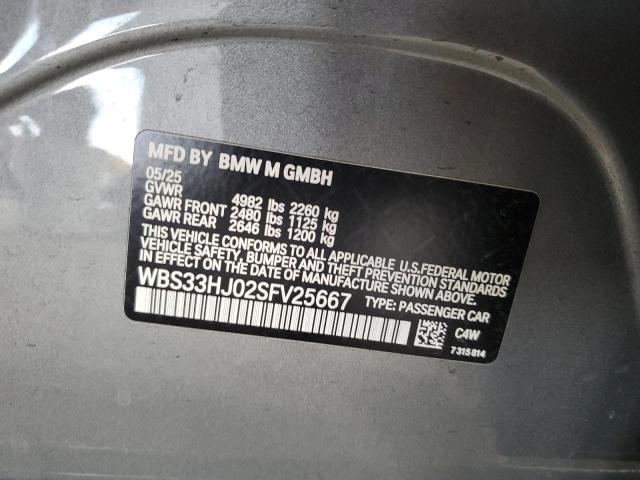 MFD BY BMW M GMBH
05/25
GVWR 4982 lbs 2260 kg
GAWR FRONT 2480 lbs 1125 kg
GAWR REAR 2646 lbs 1200 kg
THIS VEHICLE CONFORMS TO ALL APPLICABLE U.S.FEDERAL MOTOR
VEHICLE SAFETY, BUMPER AND THEFT PREVENTION STANDARDS
IN EFFECT ON THE DATE OF MANUFACTURE SHOWN ABOVE.
WBS33HJ02SFV25667 TYPE: PASSENGER CAR
C4W
7315814